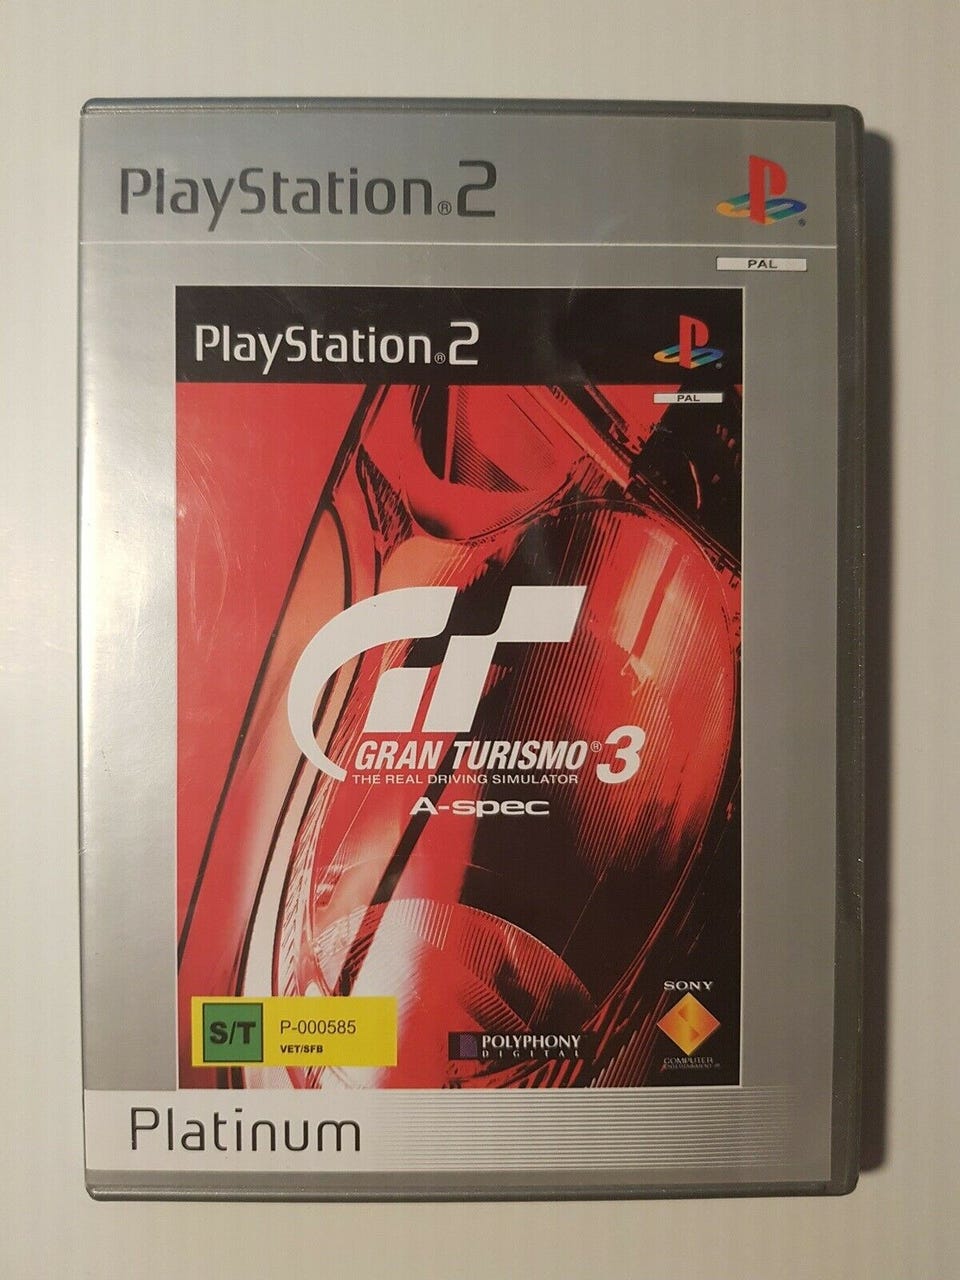 PlayStation®2
PAL
PlayStation®2
PAL
GRAN TURISMO® 3
THE REAL DRIVING SIMULATOR
A-spec
S/T
P-000585
VET/SFB
POLYPHONY
DIGITAL
SONY
COMPUTER
ENTERTAINMENT
Platinum